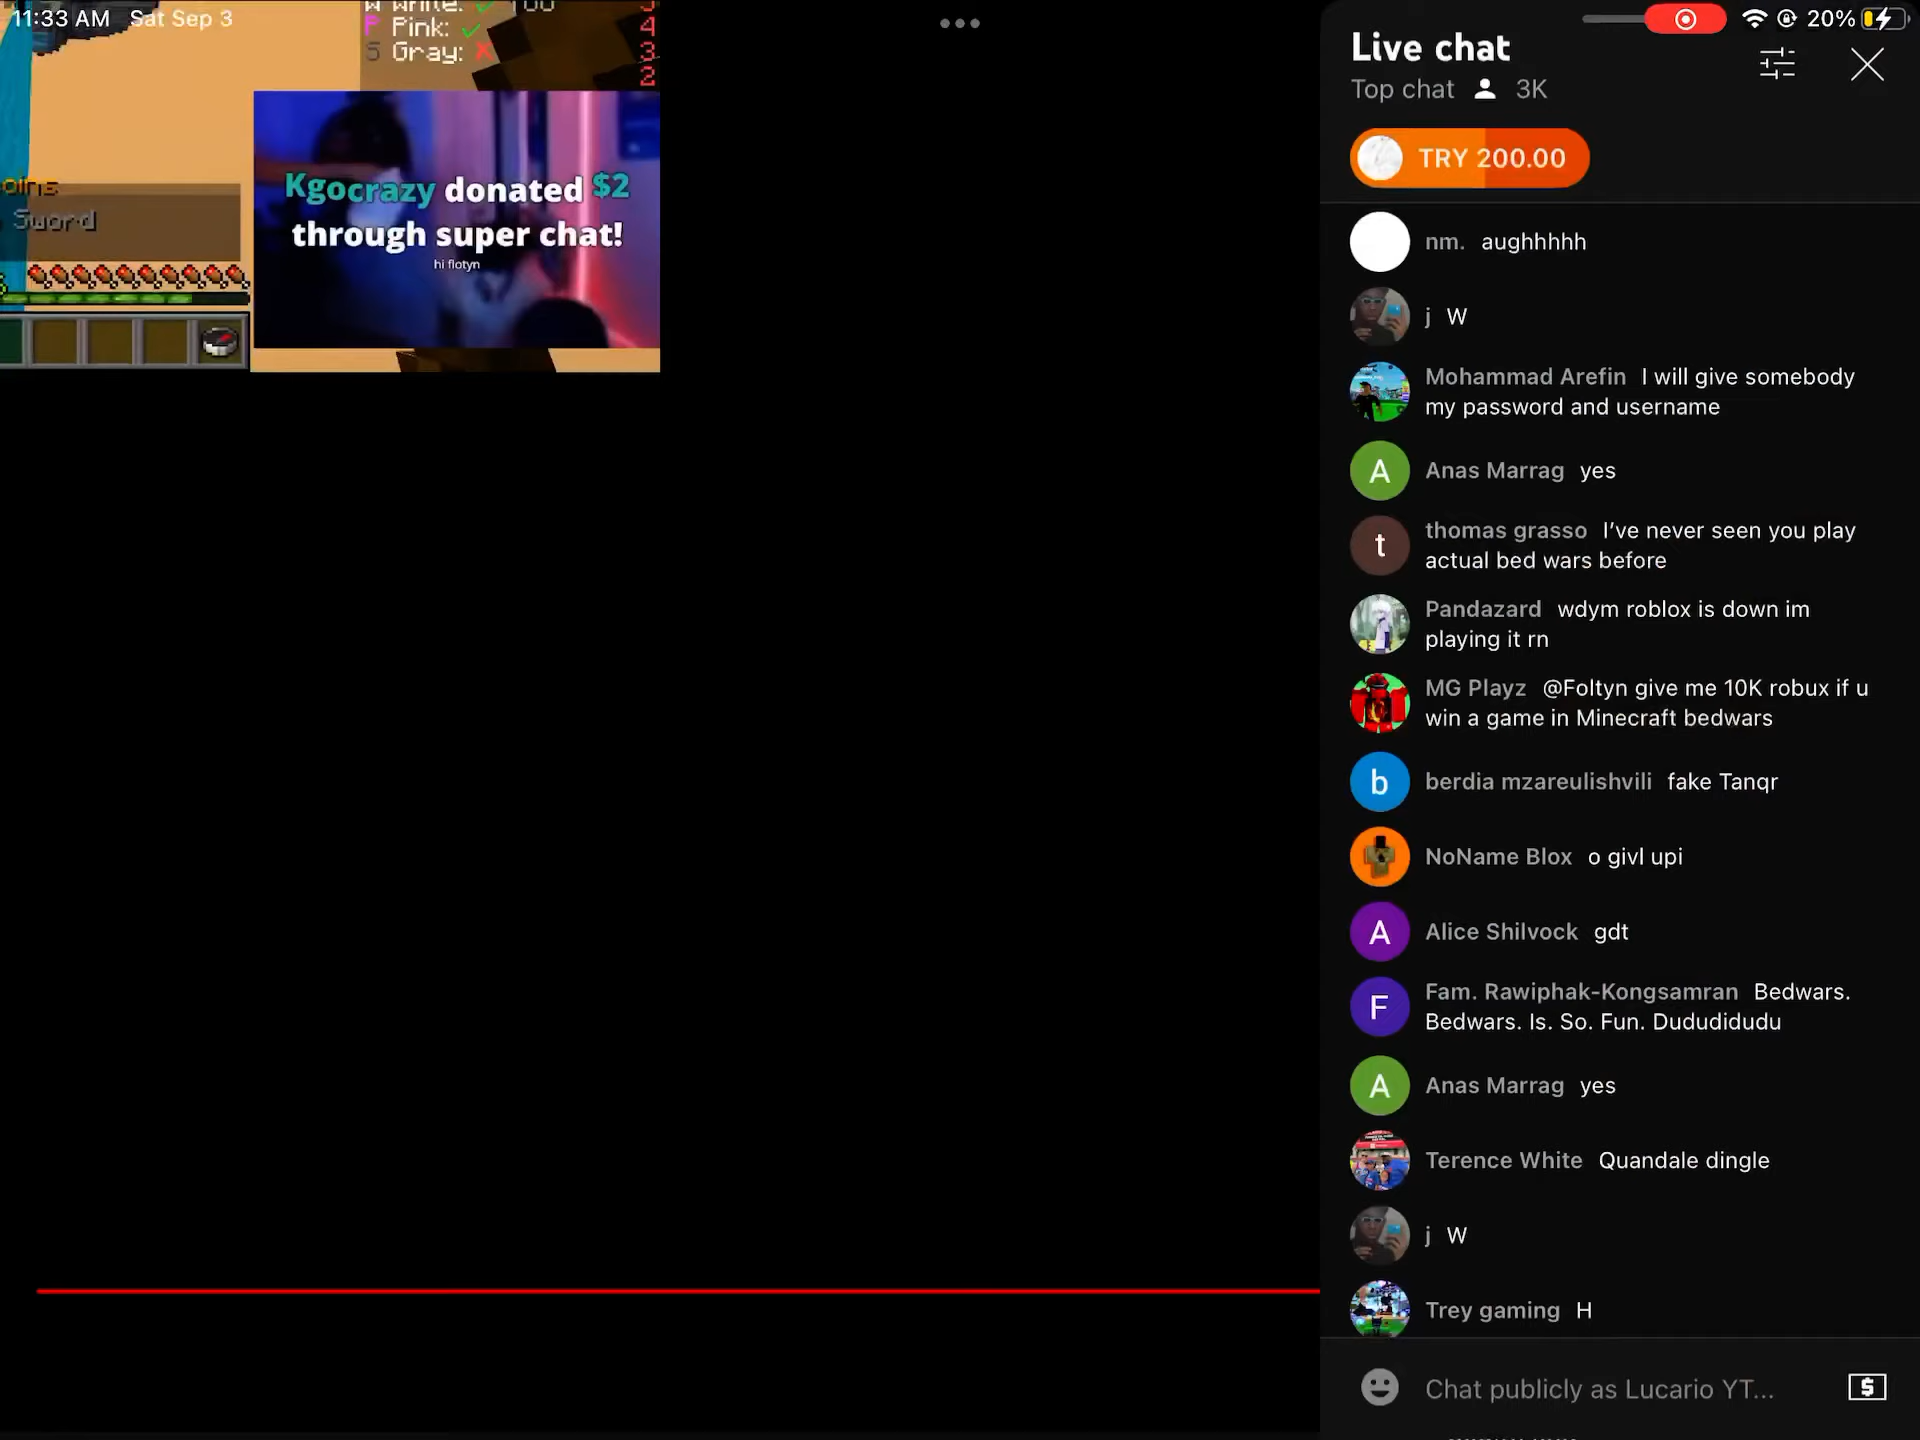 11:33 AM Sat Sep 3
20%
White: ✓
4
P Pink: ✓
3
S Gray: X
2
Sword
Kgocrazy donated $2
through super chat!
hi flotyn
Live chat
Top chat 3K
TRY 200.00
nm. aughhhhh
j W
Mohammad Arefin I will give somebody
my password and username
A
Anas Marrag yes
t
thomas grasso I’ve never seen you play
actual bed wars before
Pandazard wdym roblox is down im
playing it rn
MG Playz @Foltyn give me 10K robux if u
win a game in Minecraft bedwars
b
berdia mzareulishvili fake Tanqr
NoName Blox o givl upi
A
Alice Shilvock gdt
F
Fam. Rawiphak-Kongsamran Bedwars.
Bedwars. Is. So. Fun. Dududidudu
A
Anas Marrag yes
Terence White Quandale dingle
j W
Trey gaming H
Chat publicly as Lucario YT...